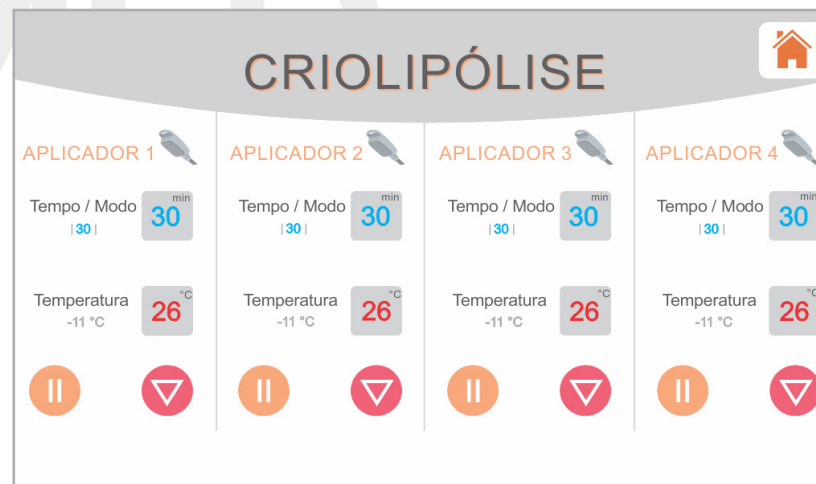 CRIOLIPÓLISE
APLICADOR 1
Tempo / Modo
| 30 |
30 min
Temperatura
-11 °C
26 °C
APLICADOR 2
Tempo / Modo
| 30 |
30 min
Temperatura
-11 °C
26 °C
APLICADOR 3
Tempo / Modo
| 30 |
30 min
Temperatura
-11 °C
26 °C
APLICADOR 4
Tempo / Modo
| 30 |
30 min
Temperatura
-11 °C
26 °C